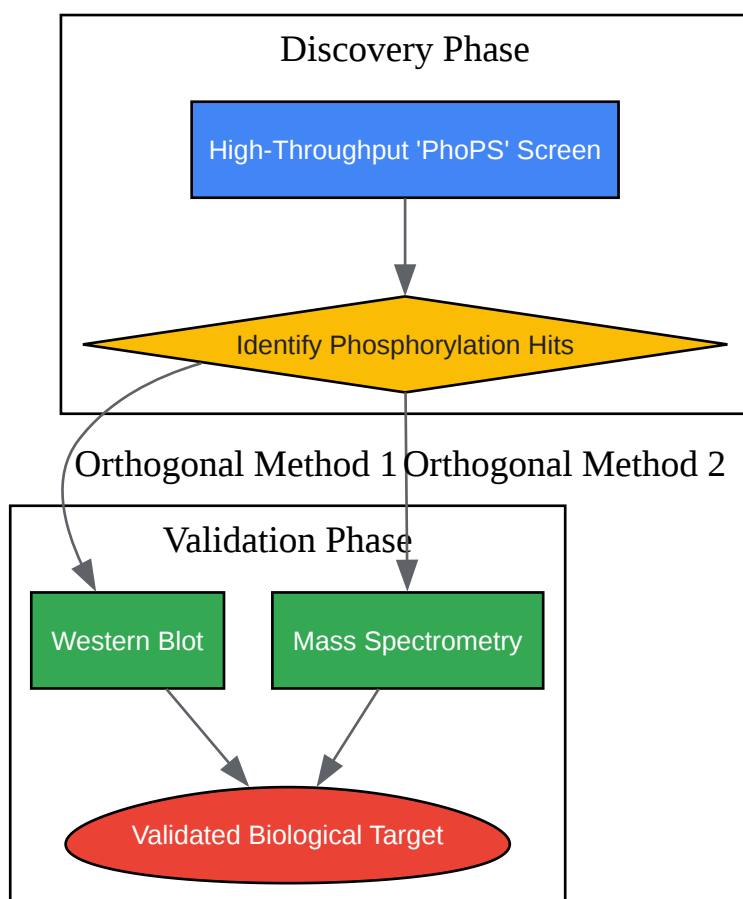 Discovery Phase
High-Throughput 'PhoPS' Screen
Identify Phosphorylation Hits
Orthogonal Method 1
Orthogonal Method 2
Validation Phase
Western Blot
Mass Spectrometry
Validated Biological Target